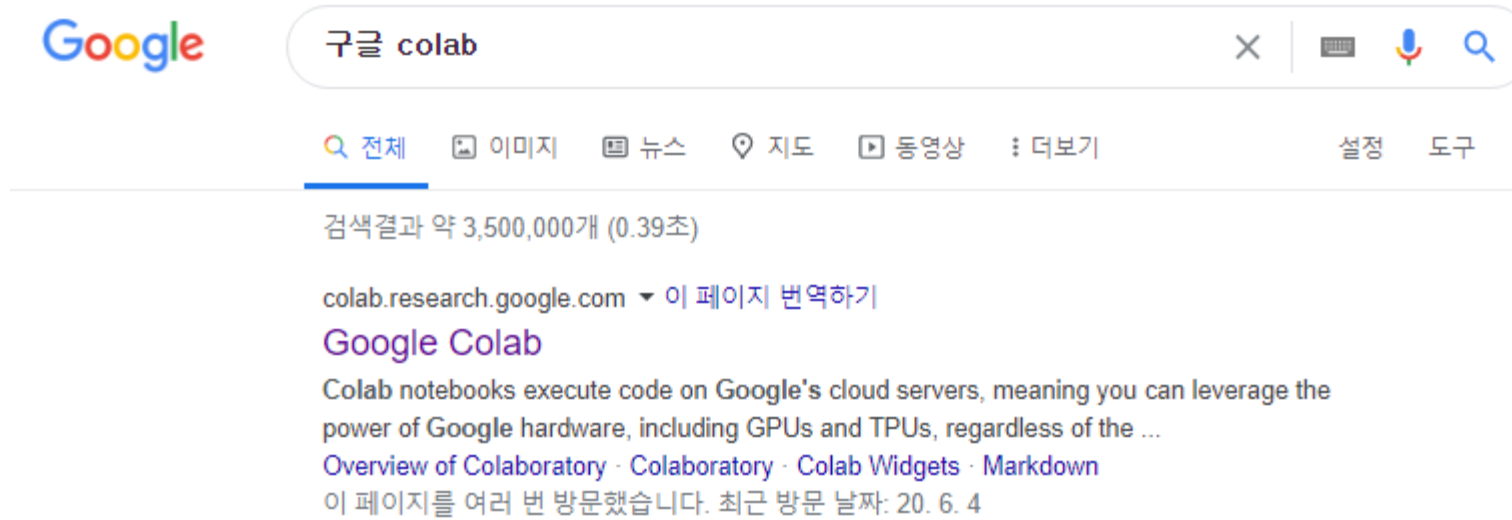 Google 구글 colab
전체 이미지 뉴스 지도 동영상 더보기 설정 도구
검색결과 약 3,500,000개 (0.39초)
colab.research.google.com 이 페이지 번역하기
Google Colab
Colab notebooks execute code on Google's cloud servers, meaning you can leverage the
power of Google hardware, including GPUs and TPUs, regardless of the ...
Overview of Colaboratory · Colaboratory · Colab Widgets · Markdown
이 페이지를 여러 번 방문했습니다. 최근 방문 날짜: 20. 6. 4